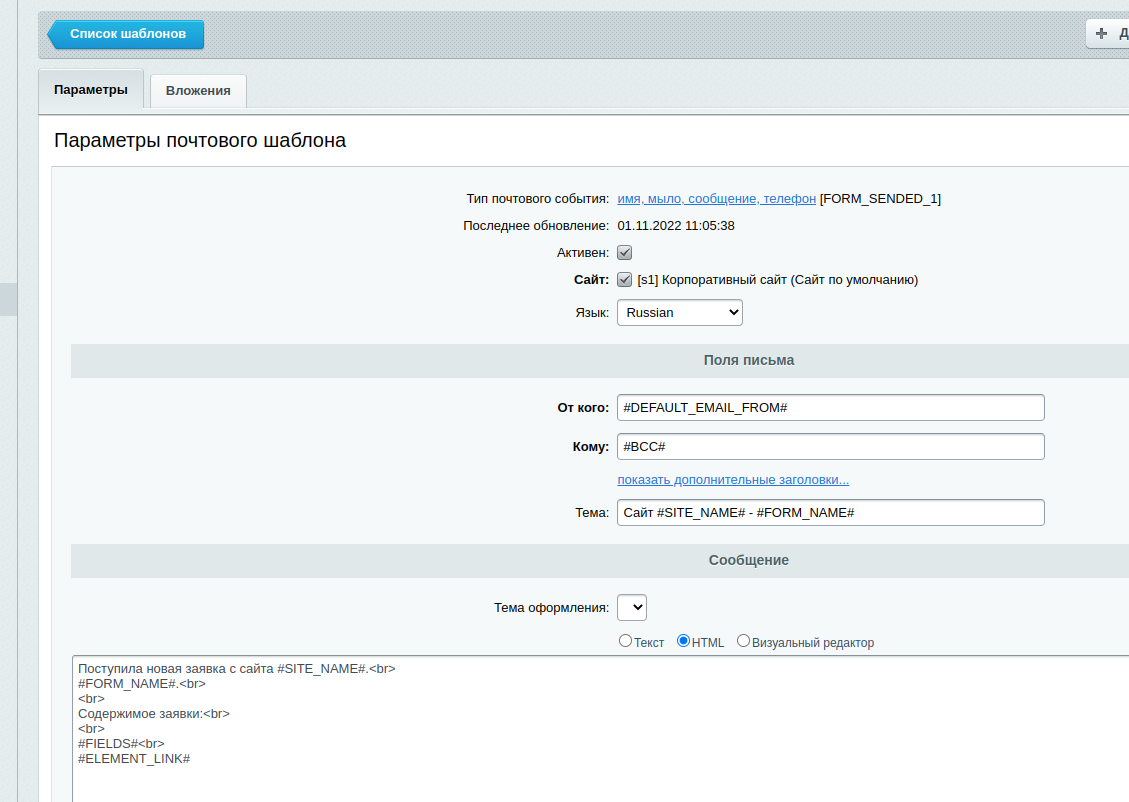 Список шаблонов
Д
Параметры
Вложения
Параметры почтового шаблона
Тип почтового события: имя, мыло, сообщение, телефон [FORM_SENDED_1]
Последнее обновление: 01.11.2022 11:05:38
Активен:
Сайт: [s1] Корпоративный сайт (Сайт по умолчанию)
Язык: Russian
Поля письма
От кого: #DEFAULT_EMAIL_FROM#
Кому: #BCC#
показать дополнительные заголовки...
Тема: Сайт #SITE_NAME# - #FORM_NAME#
Сообщение
Тема оформления:
Текст HTML Визуальный редактор
Поступила новая заявка с сайта #SITE_NAME#.<br>
#FORM_NAME#.<br>
<br>
Содержимое заявки:<br>
<br>
#FIELDS#<br>
#ELEMENT_LINK#